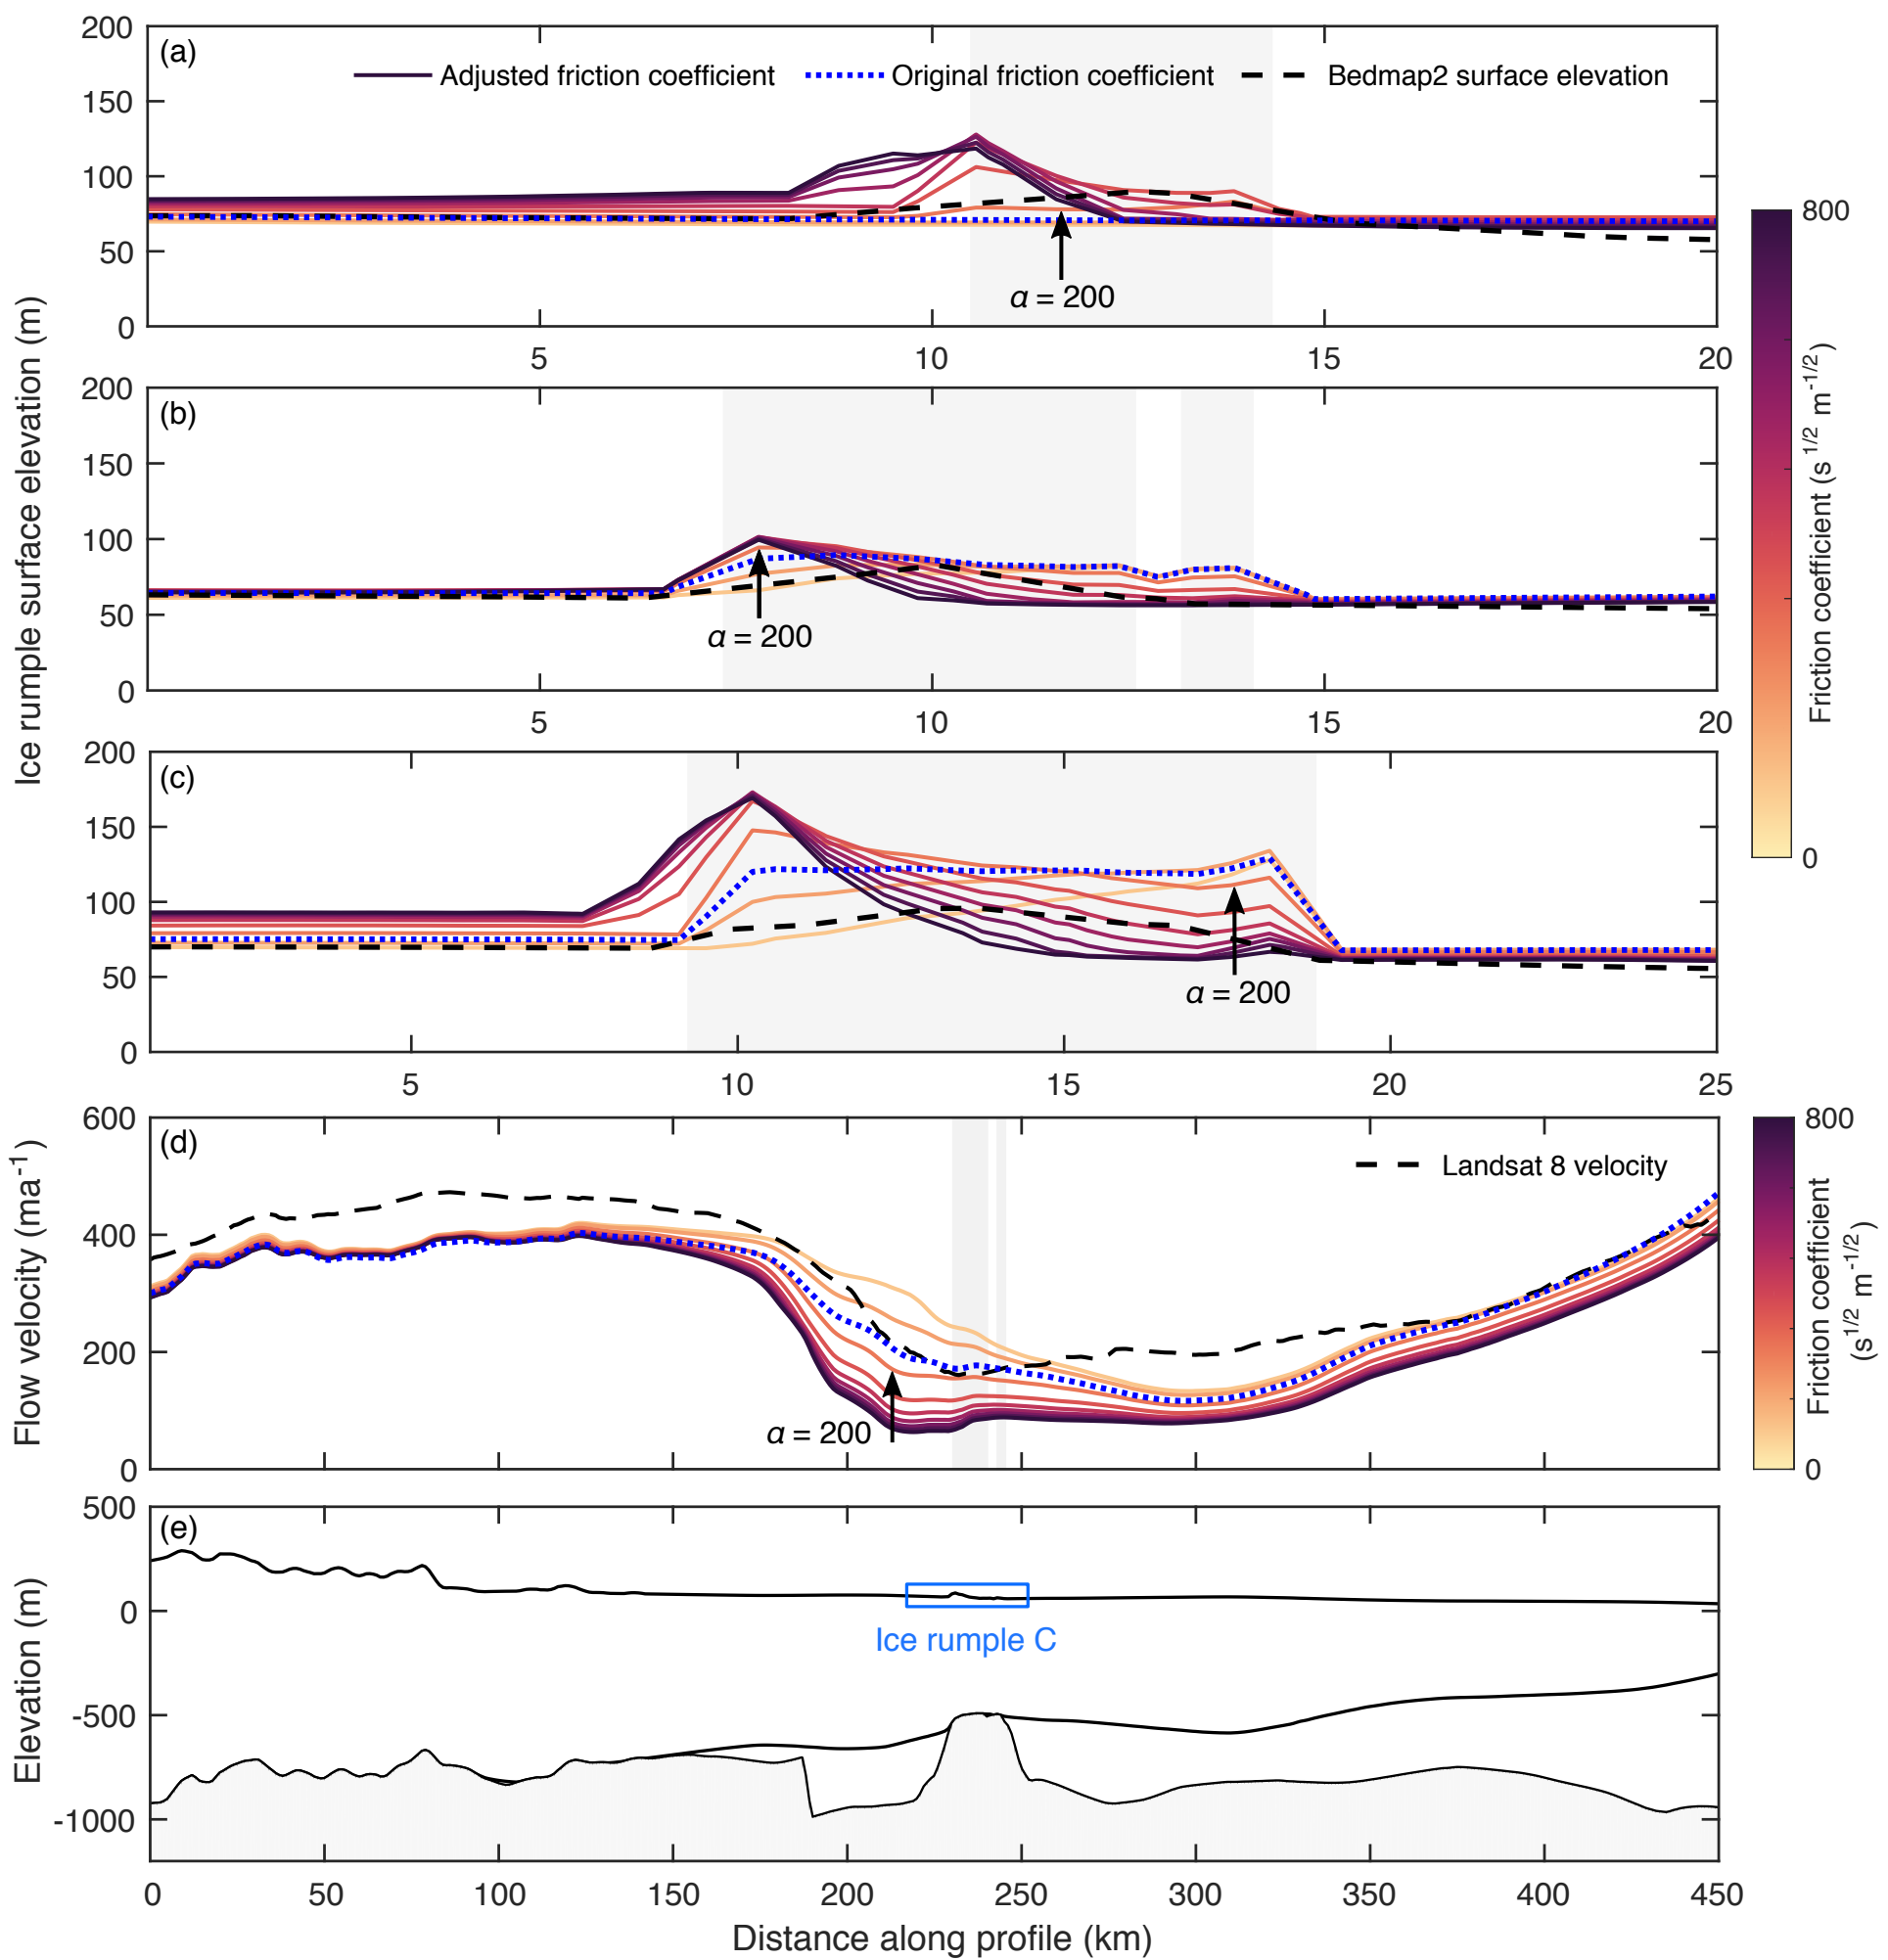 (a)
Adjusted friction coefficient
Original friction coefficient
Bedmap2 surface elevation
200
150
100
50
0
α = 200
5
10
15
20
(b)
200
150
100
50
0
α = 200
5
10
15
20
(c)
200
150
100
50
0
α = 200
5
10
15
20
25
Ice rumple surface elevation (m)
800
0
Friction coefficient (s 1/2 m-1/2)
(d)
600
400
200
0
Landsat 8 velocity
α = 200
Flow velocity (ma-1)
800
0
Friction coefficient
(s1/2 m-1/2)
(e)
500
0
-500
-1000
Ice rumple C
Elevation (m)
0
50
100
150
200
250
300
350
400
450
Distance along profile (km)